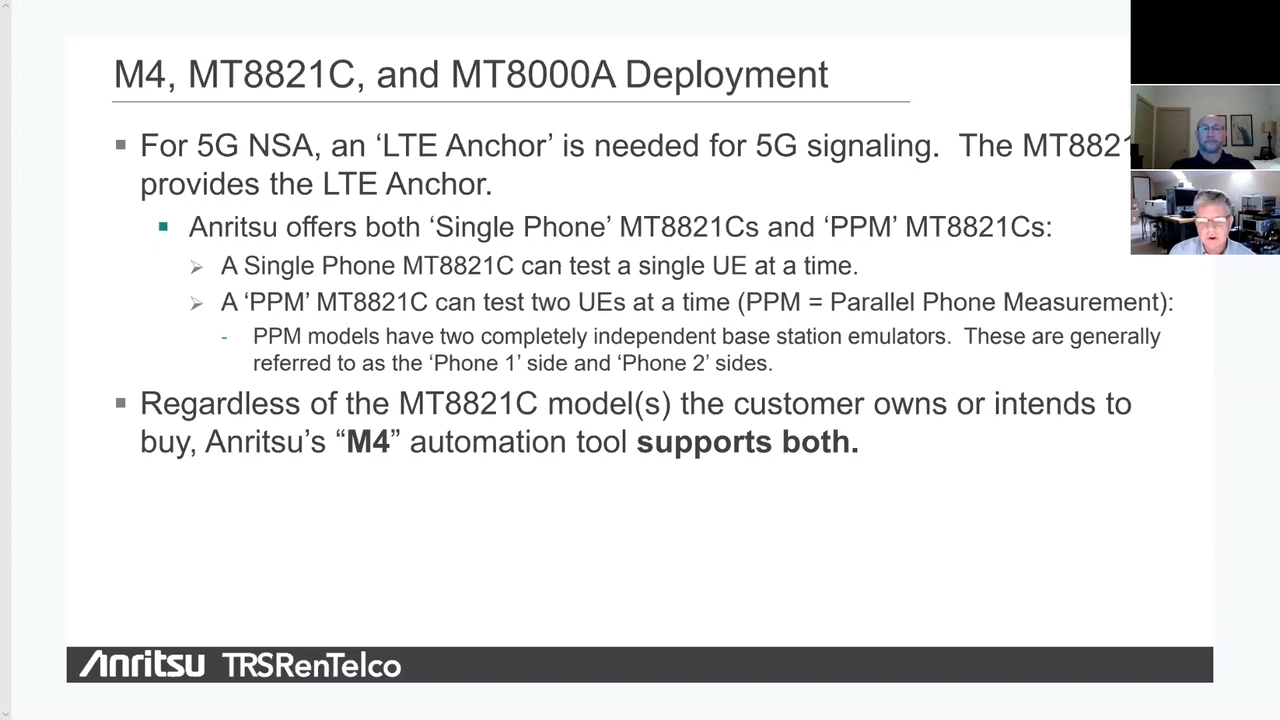 M4, MT8821C, and MT8000A Deployment
For 5G NSA, an ‘LTE Anchor’ is needed for 5G signaling. The MT8821
provides the LTE Anchor.
Anritsu offers both ‘Single Phone’ MT8821Cs and ‘PPM’ MT8821Cs:
A Single Phone MT8821C can test a single UE at a time.
A ‘PPM’ MT8821C can test two UEs at a time (PPM = Parallel Phone Measurement):
- PPM models have two completely independent base station emulators. These are generally
referred to as the ‘Phone 1’ side and ‘Phone 2’ sides.
Regardless of the MT8821C model(s) the customer owns or intends to
buy, Anritsu’s “M4” automation tool supports both.
Anritsu TRSRenTelco